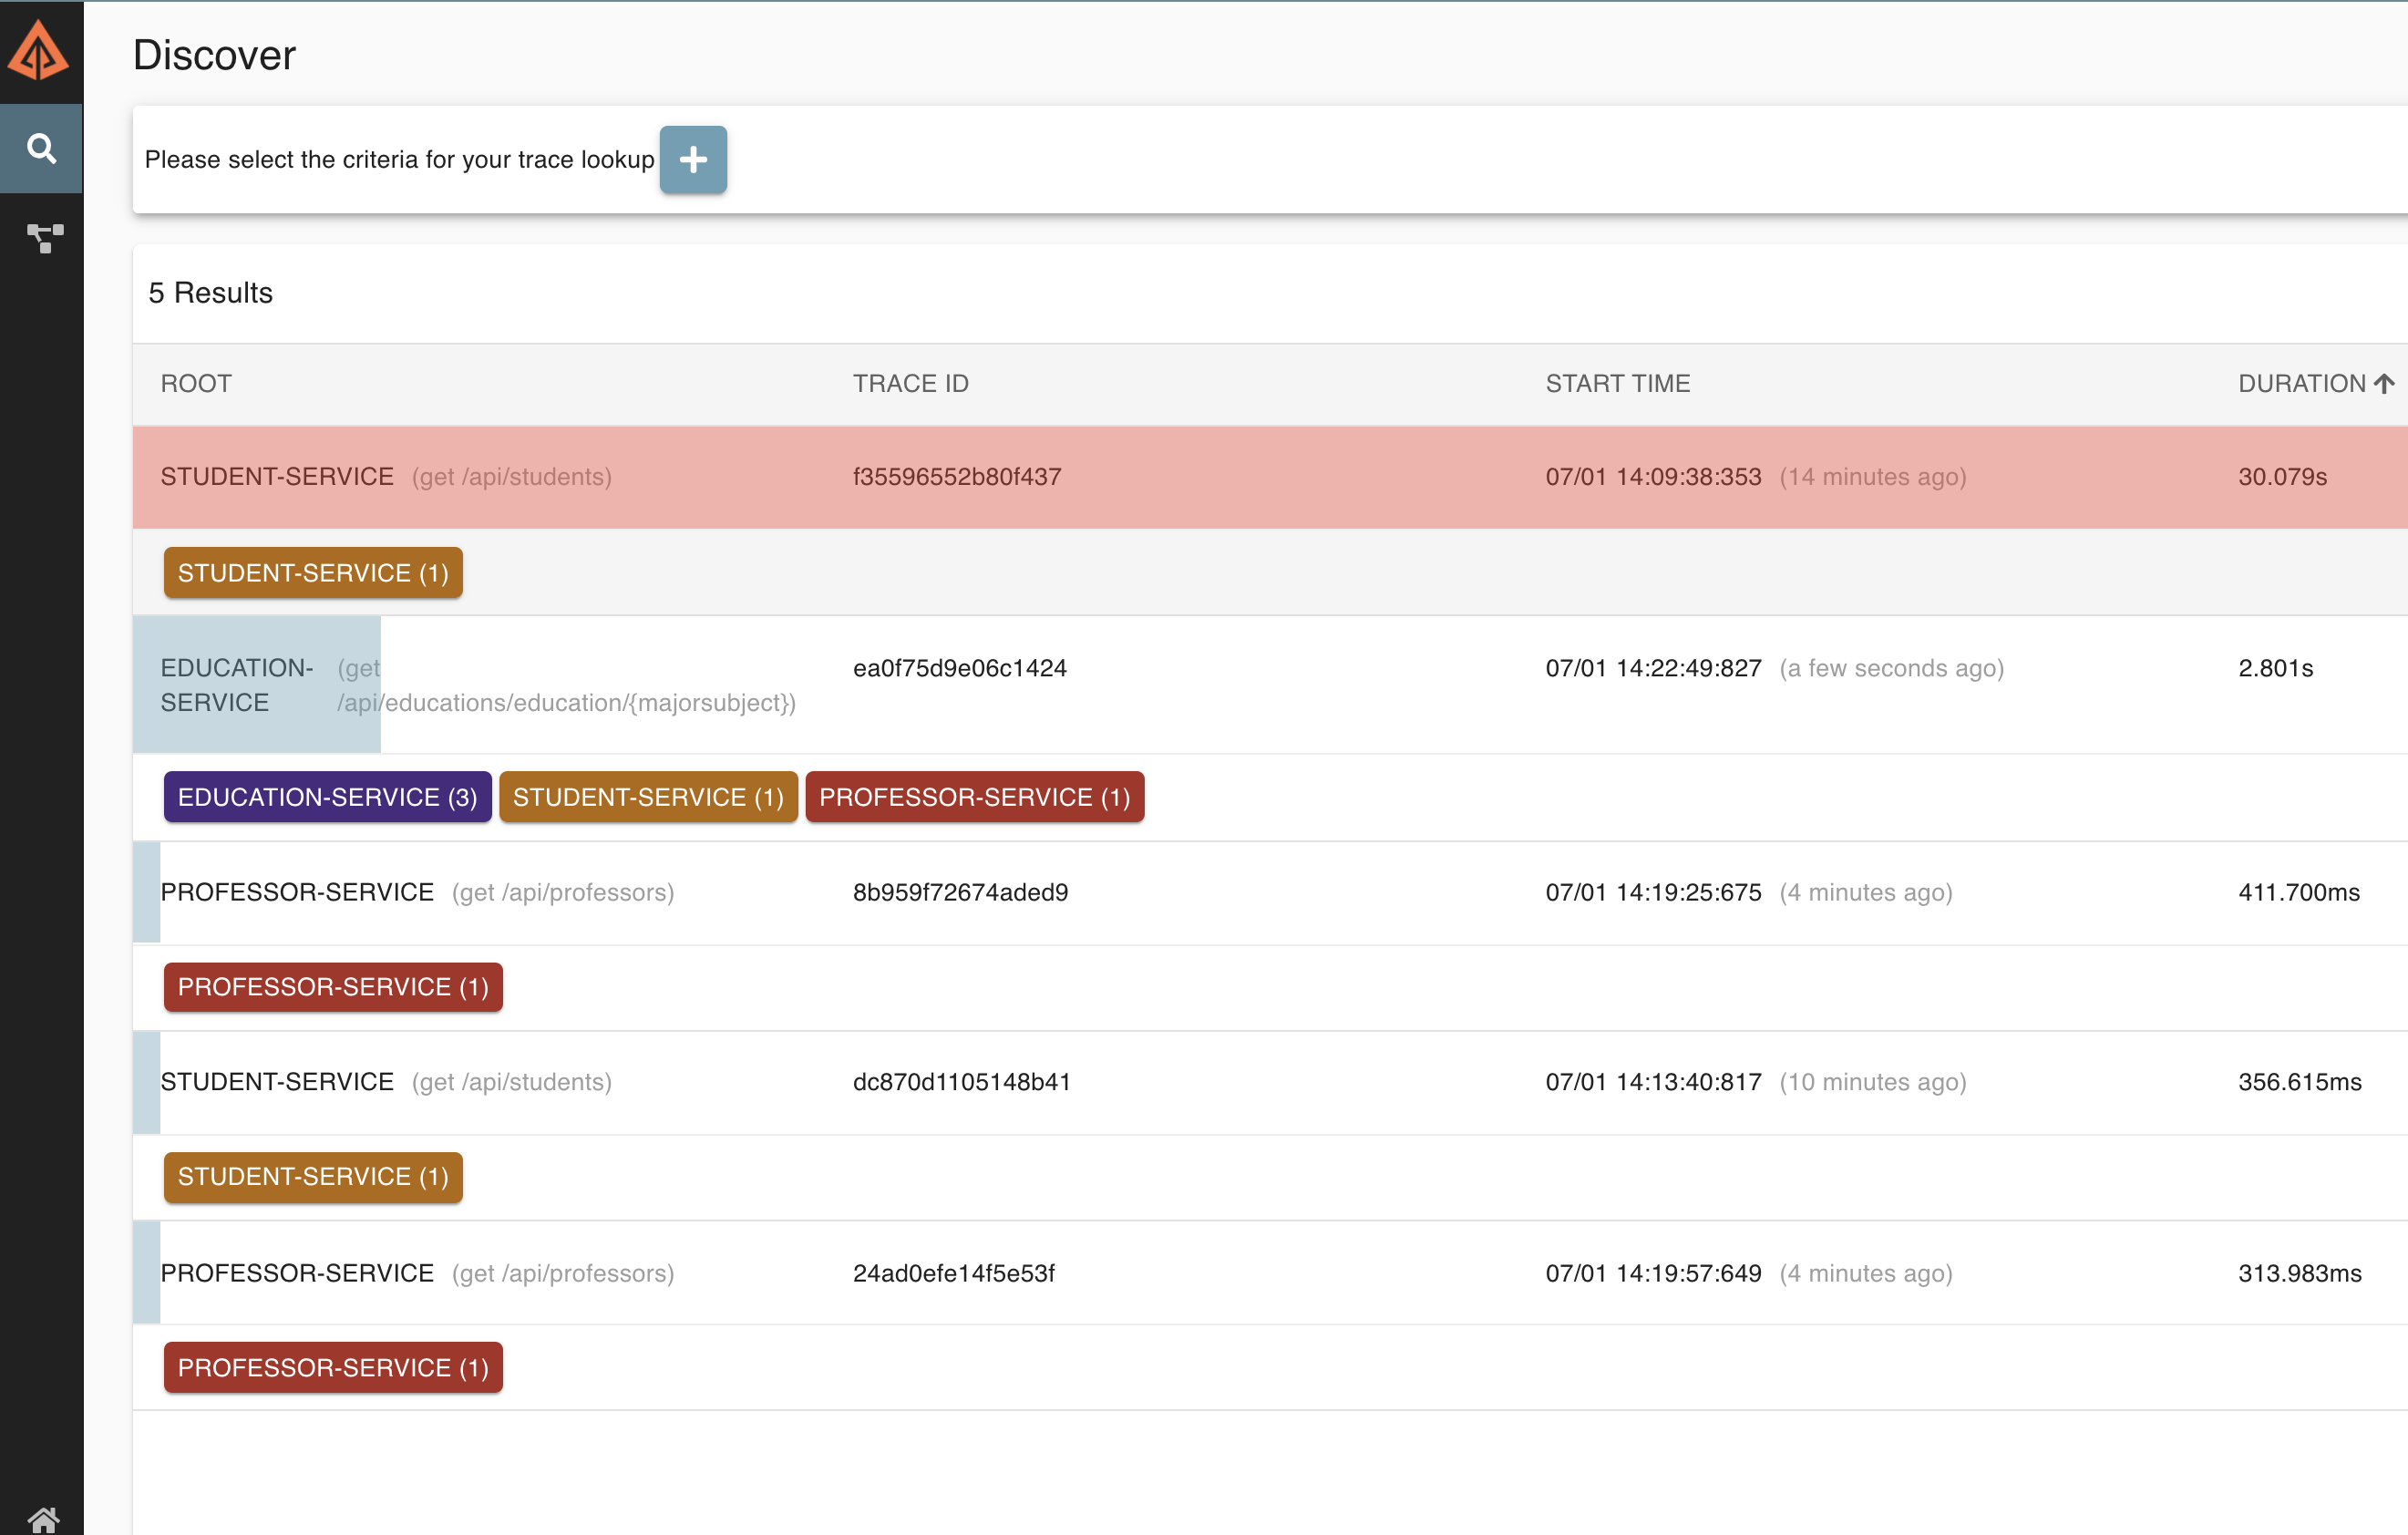 Discover
Please select the criteria for your trace lookup
5 Results
ROOT TRACE ID START TIME DURATION
STUDENT-SERVICE (get /api/students) f35596552b80f437 07/01 14:09:38:353 (14 minutes ago) 30.079s
STUDENT-SERVICE (1)
EDUCATION- (get ea0f75d9e06c1424 07/01 14:22:49:827 (a few seconds ago) 2.801s
SERVICE /api/educations/education/{majorsubject})
EDUCATION-SERVICE (3) STUDENT-SERVICE (1) PROFESSOR-SERVICE (1)
PROFESSOR-SERVICE (get /api/professors) 8b959f72674aded9 07/01 14:19:25:675 (4 minutes ago) 411.700ms
PROFESSOR-SERVICE (1)
STUDENT-SERVICE (get /api/students) dc870d1105148b41 07/01 14:13:40:817 (10 minutes ago) 356.615ms
STUDENT-SERVICE (1)
PROFESSOR-SERVICE (get /api/professors) 24ad0efe14f5e53f 07/01 14:19:57:649 (4 minutes ago) 313.983ms
PROFESSOR-SERVICE (1)